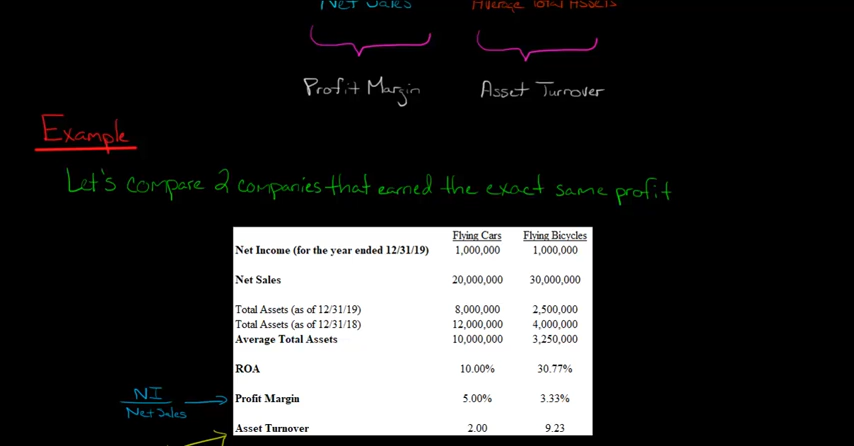 Net Sales Average Total Assets
Profit Margin Asset Turnover
Example
Let's compare 2 companies that earned the exact same profit
Flying Cars Flying Bicycles
Net Income (for the year ended 12/31/19) 1,000,000 1,000,000
Net Sales 20,000,000 30,000,000
Total Assets (as of 12/31/19) 8,000,000 2,500,000
Total Assets (as of 12/31/18) 12,000,000 4,000,000
Average Total Assets 10,000,000 3,250,000
ROA 10.00% 30.77%
NI
Net Sales
Profit Margin 5.00% 3.33%
Asset Turnover 2.00 9.23